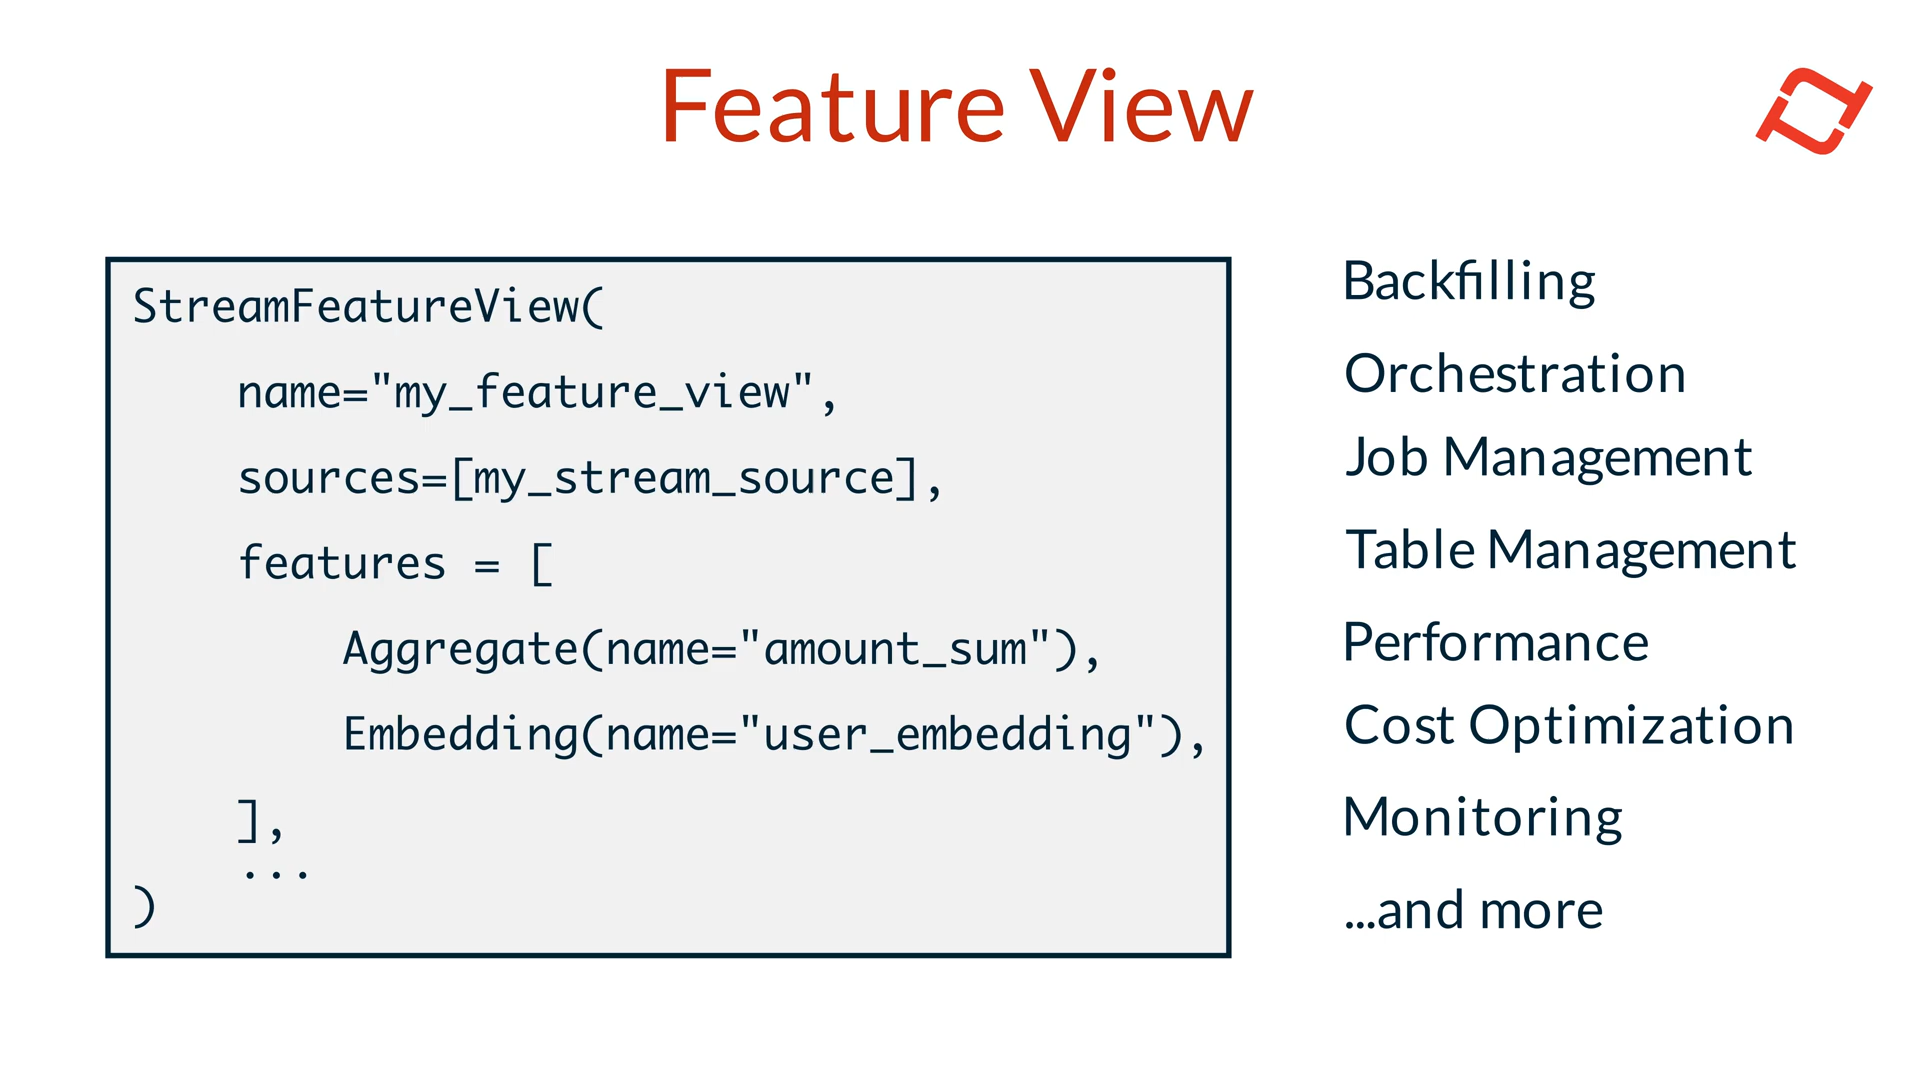 Feature View
StreamFeatureView(
    name="my_feature_view",
    sources=[my_stream_source],
    features = [
        Aggregate(name="amount_sum"),
        Embedding(name="user_embedding"),
    ],
    ...
)
Backfilling
Orchestration
Job Management
Table Management
Performance
Cost Optimization
Monitoring
...and more